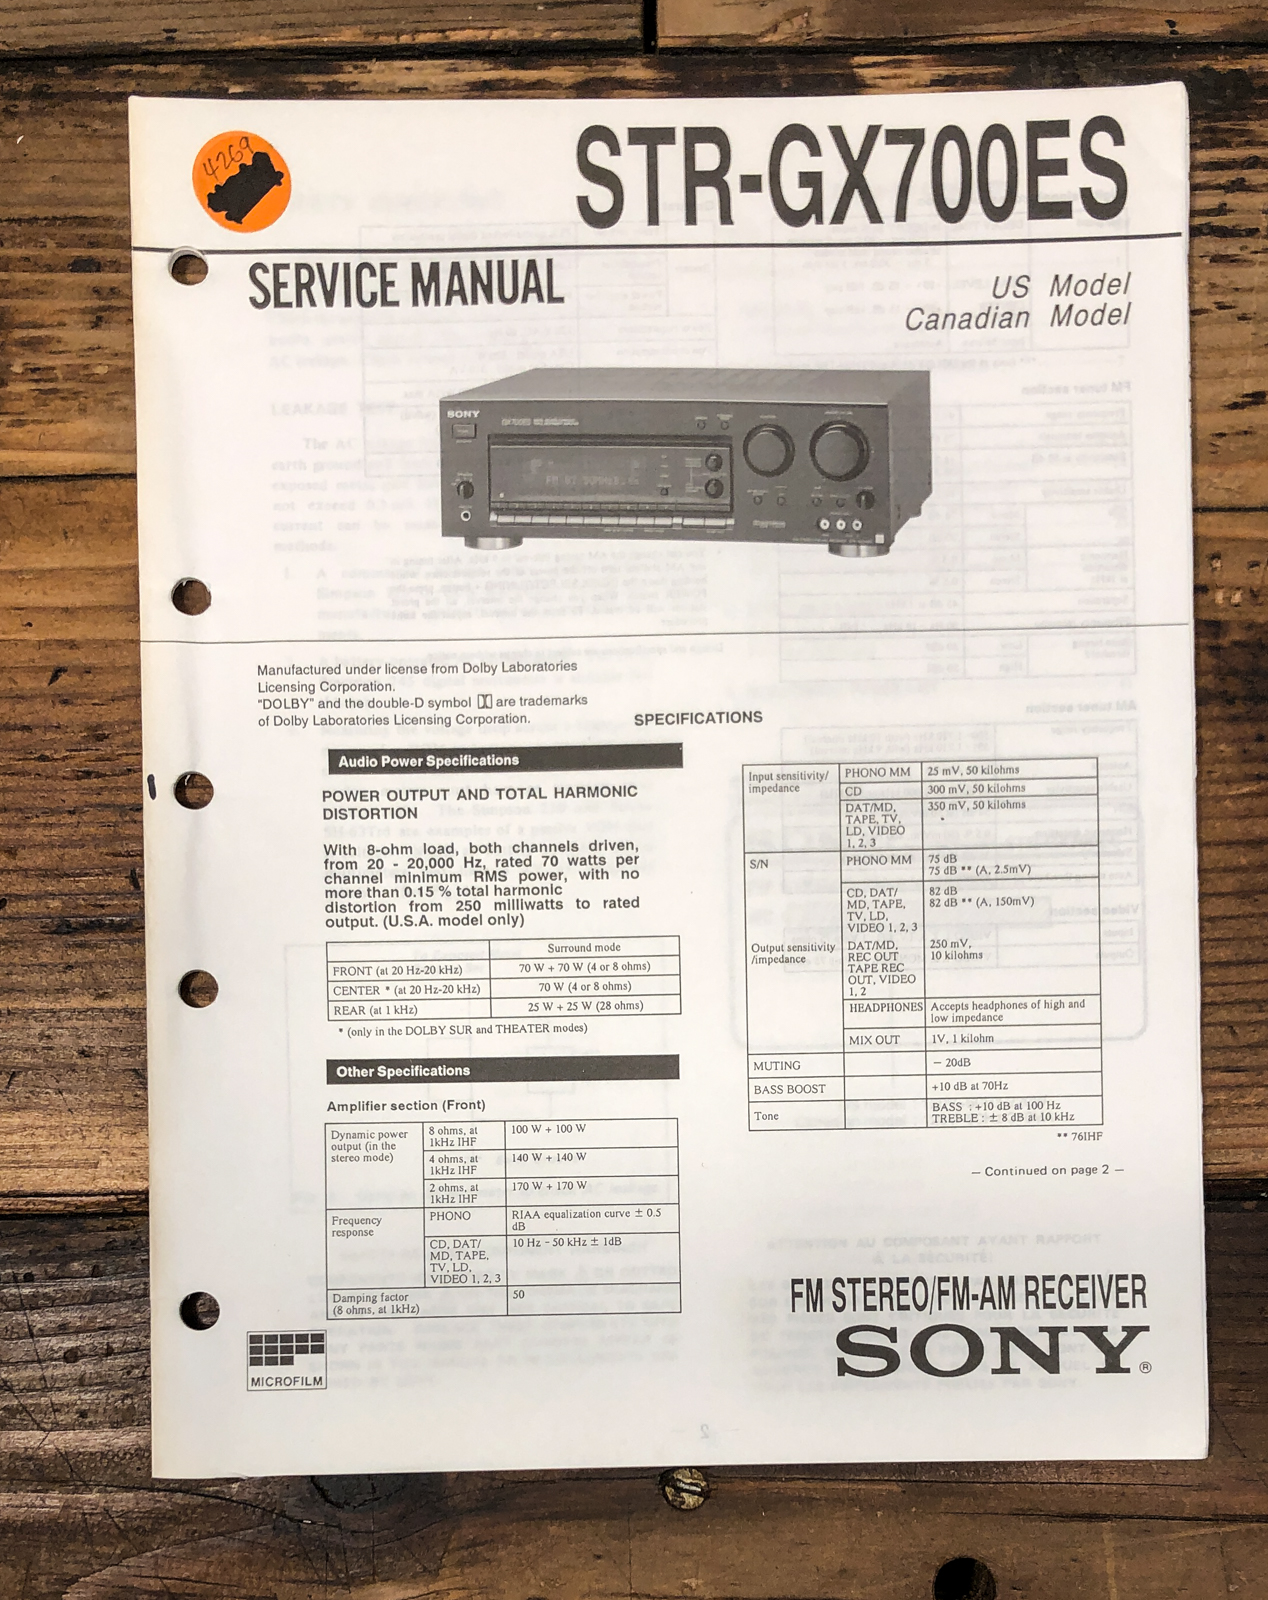 4269
STR-GX700ES
SERVICE MANUAL
US Model
Canadian Model
SONY
Manufactured under license from Dolby Laboratories
Licensing Corporation.
"DOLBY" and the double-D symbol are trademarks
of Dolby Laboratories Licensing Corporation.
SPECIFICATIONS
Audio Power Specifications
POWER OUTPUT AND TOTAL HARMONIC
DISTORTION
With 8-ohm load, both channels driven,
from 20 - 20,000 Hz, rated 70 watts per
channel minimum RMS power, with no
more than 0.15 % total harmonic
distortion from 250 milliwatts to rated
output. (U.S.A. model only)
Surround mode
FRONT (at 20 Hz-20 kHz) 70 W + 70 W (4 or 8 ohms)
CENTER * (at 20 Hz-20 kHz) 70 W (4 or 8 ohms)
REAR (at 1 kHz) 25 W + 25 W (28 ohms)
* (only in the DOLBY SUR and THEATER modes)
Other Specifications
Amplifier section (Front)
Dynamic power
output (in the
stereo mode)
8 ohms, at
1kHz IHF
100 W + 100 W
4 ohms, at
1kHz IHF
140 W + 140 W
2 ohms, at
1kHz IHF
170 W + 170 W
Frequency
response
PHONO
RIAA equalization curve ± 0.5
dB
CD, DAT/
MD, TAPE,
TV, LD,
VIDEO 1, 2, 3
10 Hz - 50 kHz ± 1dB
Damping factor
(8 ohms, at 1kHz)
50
Input sensitivity/
impedance
PHONO MM 25 mV, 50 kilohms
CD 300 mV, 50 kilohms
DAT/MD,
TAPE, TV,
LD, VIDEO
1, 2, 3
350 mV, 50 kilohms
S/N
PHONO MM
75 dB
75 dB ** (A, 2.5mV)
CD, DAT/
MD, TAPE,
TV, LD,
VIDEO 1, 2, 3
82 dB
82 dB ** (A, 150mV)
Output sensitivity
/impedance
DAT/MD,
REC OUT
TAPE REC
OUT, VIDEO
1, 2
250 mV,
10 kilohms
HEADPHONES
Accepts headphones of high and
low impedance
MIX OUT 1V, 1 kilohm
MUTING – 20dB
BASS BOOST +10 dB at 70Hz
Tone
BASS : +10 dB at 100 Hz
TREBLE : ± 8 dB at 10 kHz
** 76IHF
– Continued on page 2 –
FM STEREO/FM-AM RECEIVER
SONY®
MICROFILM